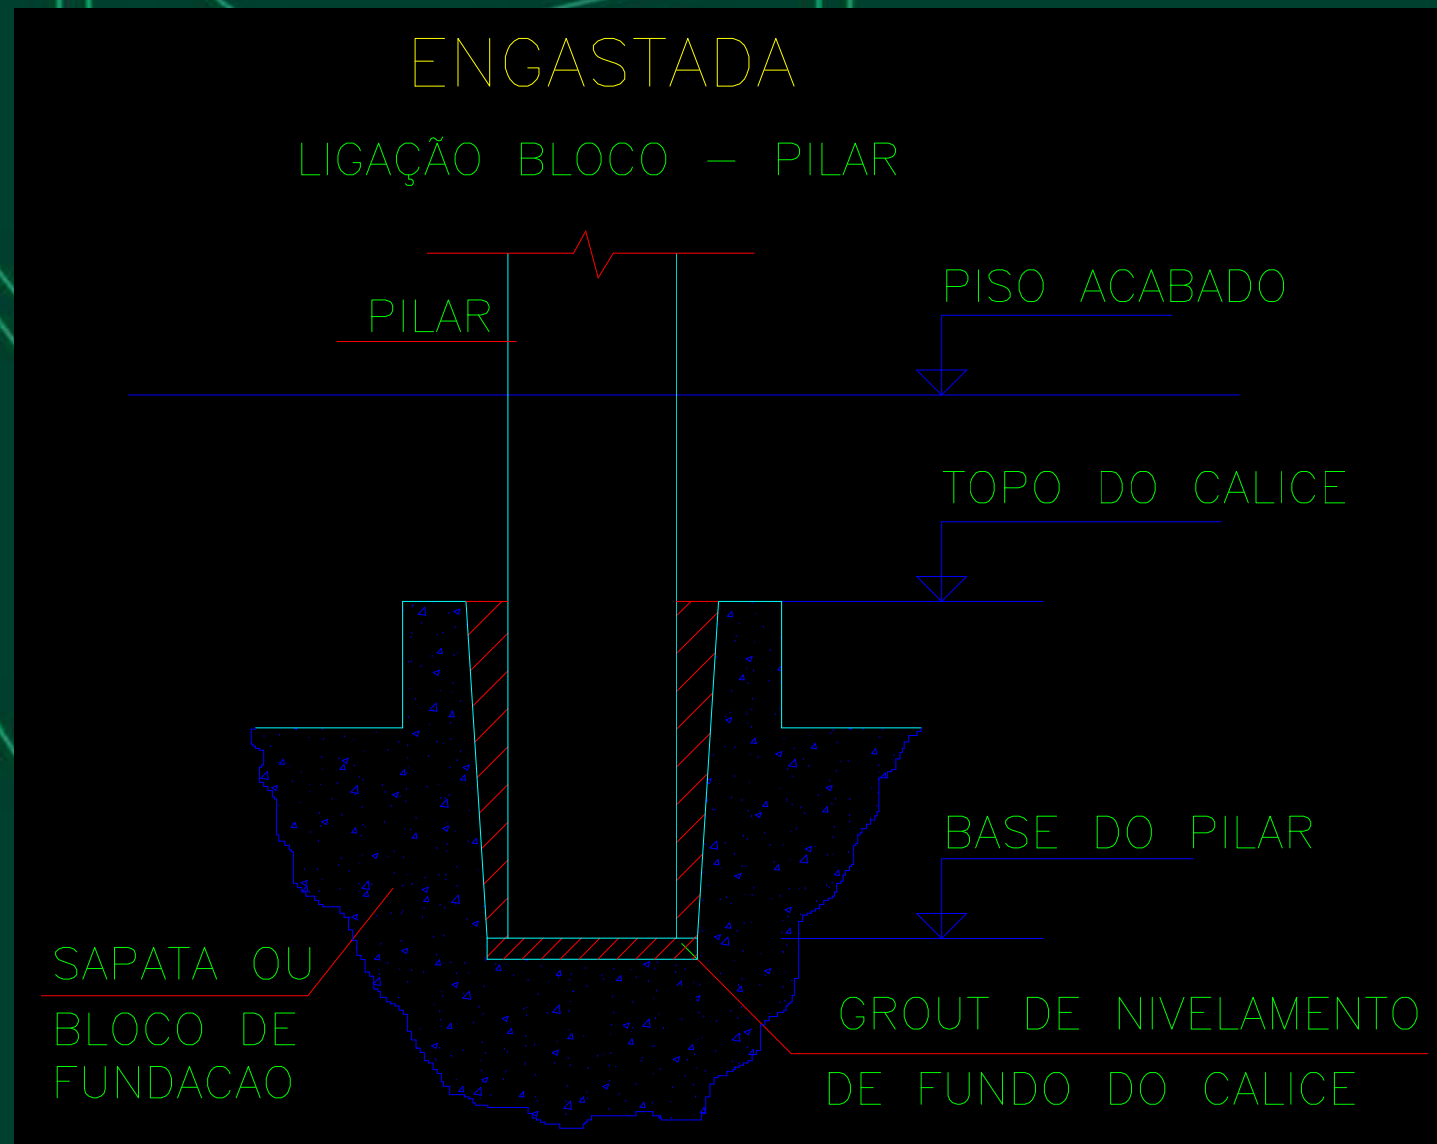 ENGASTADA
LIGAÇÃO BLOCO - PILAR
PISO ACABADO
PILAR
TOPO DO CALICE
BASE DO PILAR
SAPATA OU
BLOCO DE
FUNDACAO
GROUT DE NIVELAMENTO
DE FUNDO DO CALICE